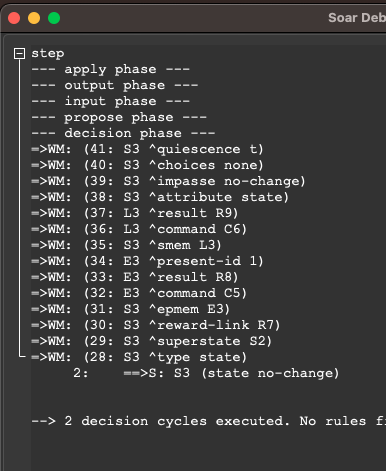 Soar Deb
step
--- apply phase ---
--- output phase ---
--- input phase ---
--- propose phase ---
--- decision phase ---
=>WM: (41: S3 ^quiescence t)
=>WM: (40: S3 ^choices none)
=>WM: (39: S3 ^impasse no-change)
=>WM: (38: S3 ^attribute state)
=>WM: (37: L3 ^result R9)
=>WM: (36: L3 ^command C6)
=>WM: (35: S3 ^smem L3)
=>WM: (34: E3 ^present-id 1)
=>WM: (33: E3 ^result R8)
=>WM: (32: E3 ^command C5)
=>WM: (31: S3 ^epmem E3)
=>WM: (30: S3 ^reward-link R7)
=>WM: (29: S3 ^superstate S2)
=>WM: (28: S3 ^type state)
2: ==>S: S3 (state no-change)
--> 2 decision cycles executed. No rules fi